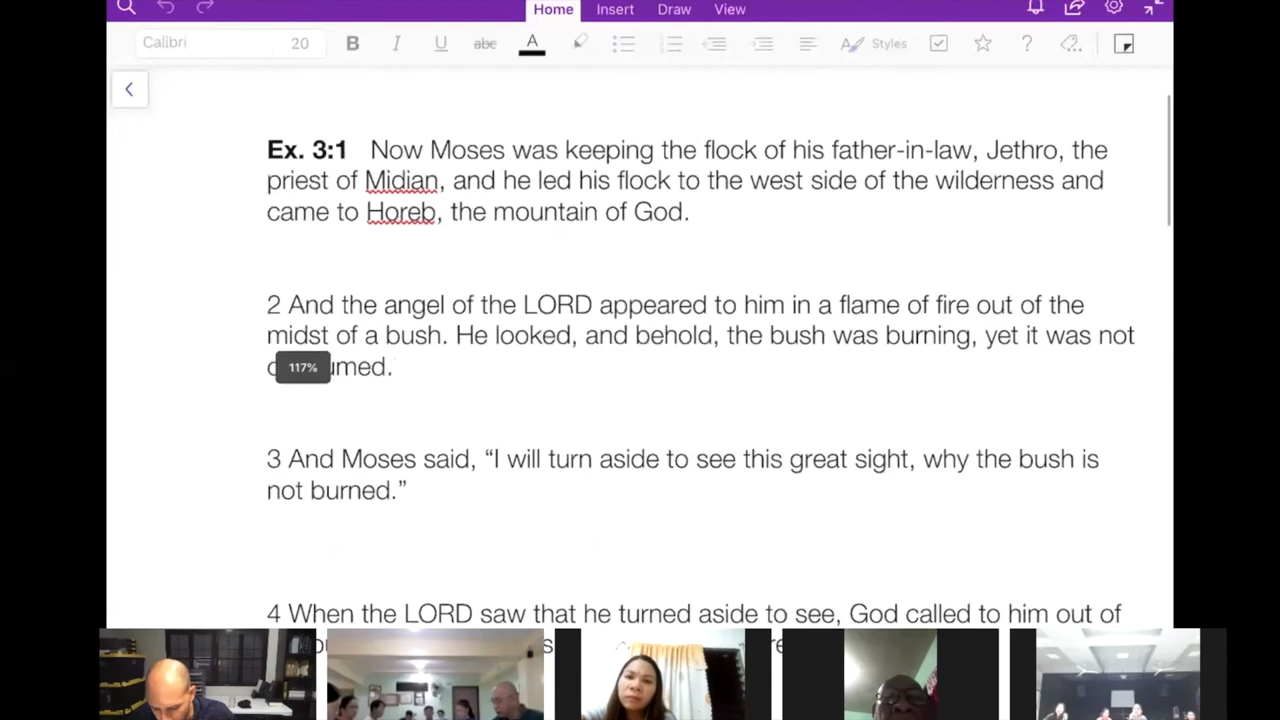 Home Insert Draw View
Calibri 20 B I U abc A Styles ?
Ex. 3:1 Now Moses was keeping the flock of his father-in-law, Jethro, the
priest of Midian, and he led his flock to the west side of the wilderness and
came to Horeb, the mountain of God.
2 And the angel of the LORD appeared to him in a flame of fire out of the
midst of a bush. He looked, and behold, the bush was burning, yet it was not
117% umed.
3 And Moses said, “I will turn aside to see this great sight, why the bush is
not burned.”
4 When the LORD saw that he turned aside to see, God called to him out of